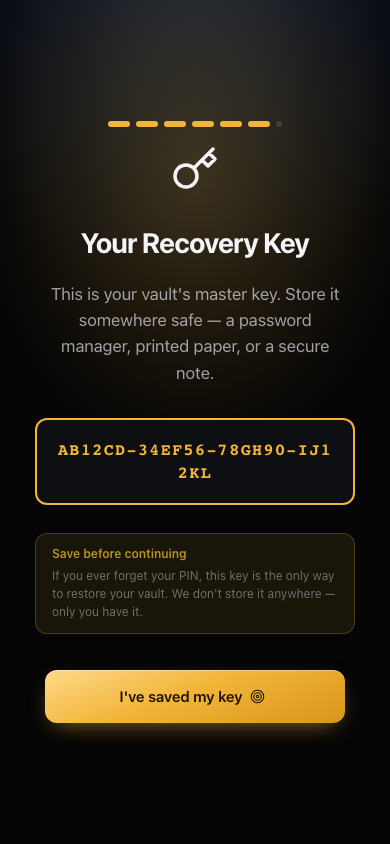 Your Recovery Key
This is your vault's master key. Store it
somewhere safe — a password
manager, printed paper, or a secure
note.
AB12CD-34EF56-78GH90-IJ1
2KL
Save before continuing
If you ever forget your PIN, this key is the only way
to restore your vault. We don't store it anywhere —
only you have it.
I've saved my key